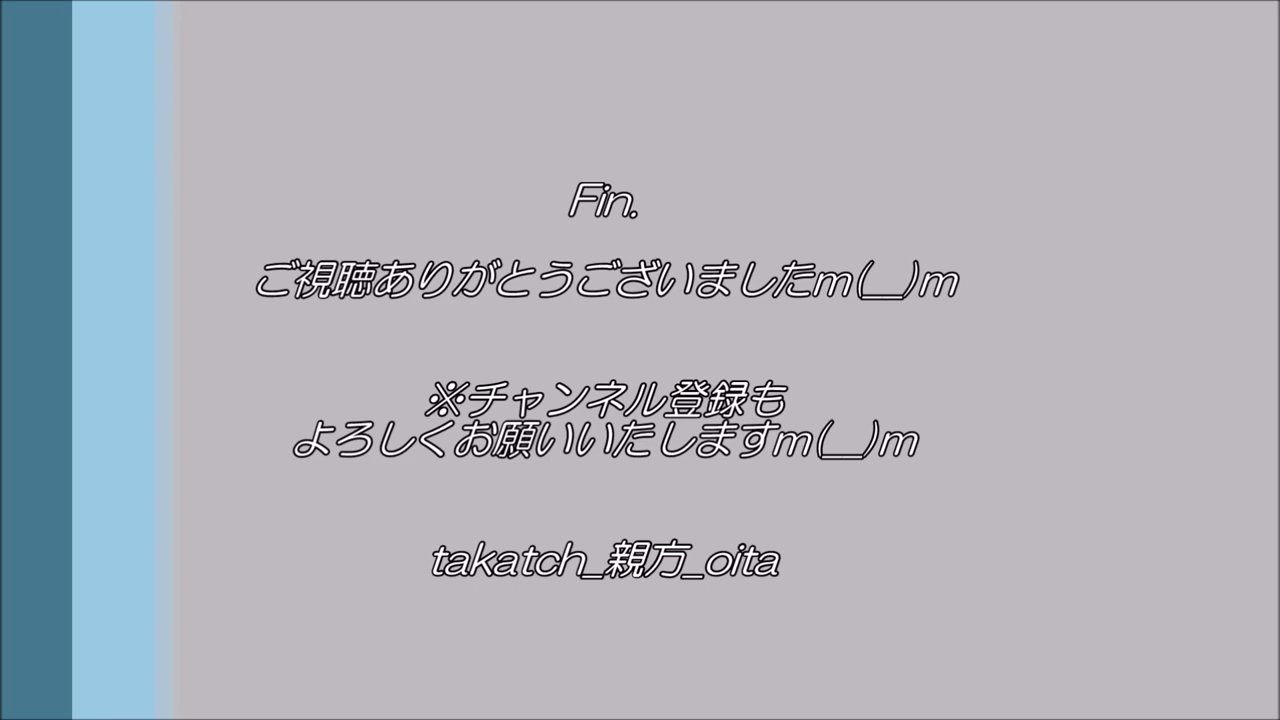 Fin.
ご視聴ありがとうございましたm(__)m
※チャンネル登録も
よろしくお願いいたしますm(__)m
takatch_親方_oita